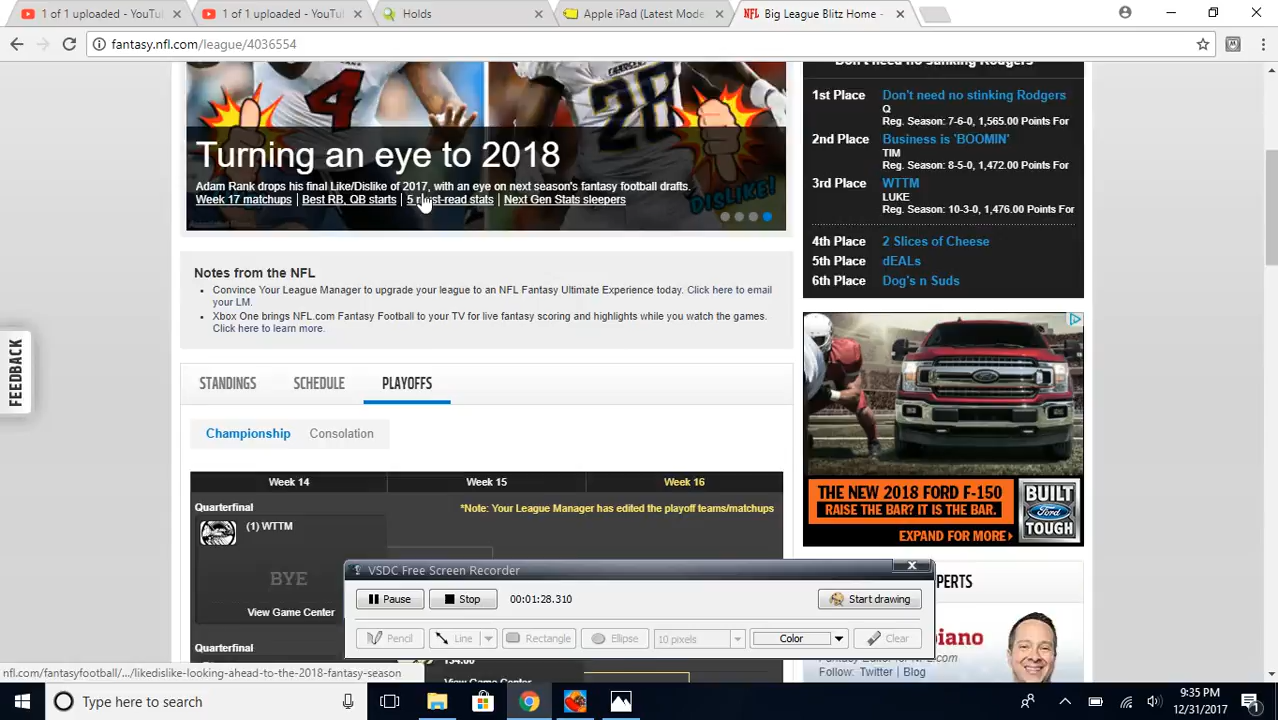 1 of 1 uploaded - YouTu
1 of 1 uploaded - YouTu
Holds
Apple iPad (Latest Mode
NFL Big League Blitz Home -
fantasy.nfl.com/league/4036554
Turning an eye to 2018
Adam Rank drops his final Like/Dislike of 2017, with an eye on next season's fantasy football drafts.
Week 17 matchups | Best RB, QB starts | 5 must-read stats | Next Gen Stats sleepers
DISLIKE!
4
28
Don't need no stinking Rodgers
1st Place Don't need no stinking Rodgers
Q
Reg. Season: 7-6-0, 1,565.00 Points For
2nd Place Business is 'BOOMIN'
TIM
Reg. Season: 8-5-0, 1,472.00 Points For
3rd Place WTTM
LUKE
Reg. Season: 10-3-0, 1,476.00 Points For
4th Place 2 Slices of Cheese
5th Place dEALs
6th Place Dog's n Suds
Notes from the NFL
Convince Your League Manager to upgrade your league to an NFL Fantasy Ultimate Experience today. Click here to email
your LM.
Xbox One brings NFL.com Fantasy Football to your TV for live fantasy scoring and highlights while you watch the games.
Click here to learn more.
FEEDBACK
STANDINGS SCHEDULE PLAYOFFS
Championship Consolation
Week 14 Week 15 Week 16
Quarterfinal
*Note: Your League Manager has edited the playoff teams/matchups
(1) WTTM
BYE
View Game Center
Quarterfinal
View Game Center
THE NEW 2018 FORD F-150
RAISE THE BAR? IT IS THE BAR.
EXPAND FOR MORE
BUILT
Ford
TOUGH
PERTS
piano
Fantasy Editor for NFL.com
Follow: Twitter | Blog
VSDC Free Screen Recorder
Pause Stop 00:01:28.310 Start drawing
Pencil Line Rectangle Ellipse 10 pixels Color Clear
nfl.com/fantasyfootball/.../likedislike-looking-ahead-to-the-2018-fantasy-season
Type here to search
9:35 PM
12/31/2017
1